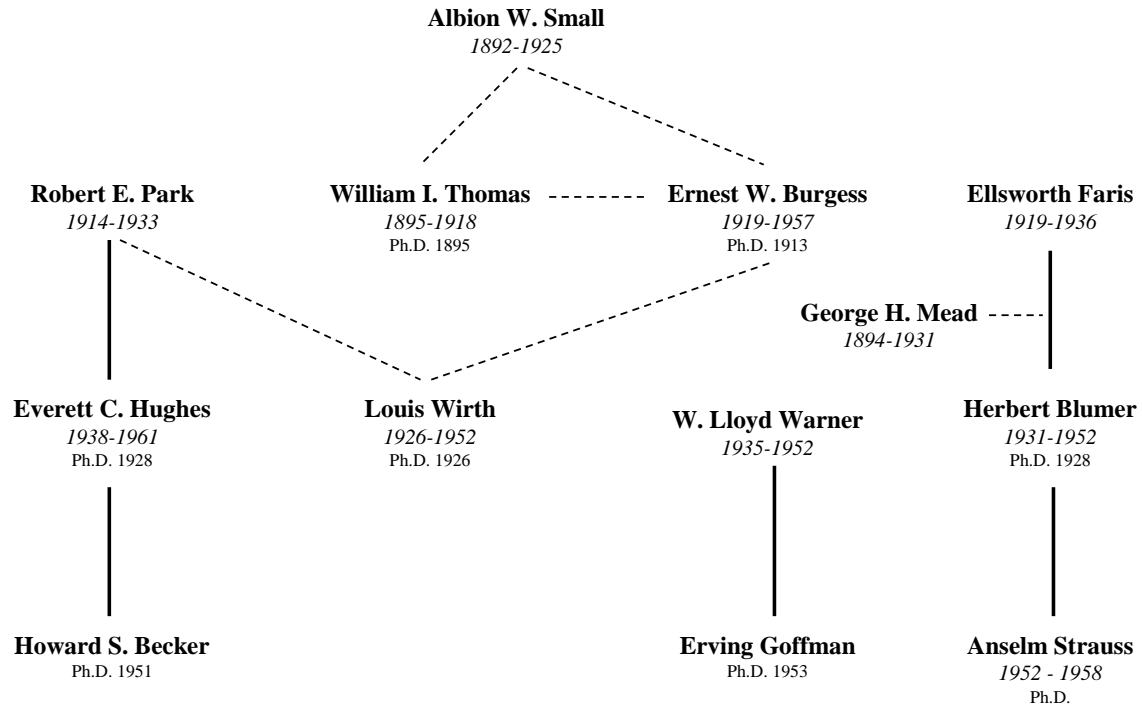 Albion W. Small
1892-1925
Robert E. Park
1914-1933
William I. Thomas
1895-1918
Ph.D. 1895
Ernest W. Burgess
1919-1957
Ph.D. 1913
Ellsworth Faris
1919-1936
George H. Mead
1894-1931
Everett C. Hughes
1938-1961
Ph.D. 1928
Louis Wirth
1926-1952
Ph.D. 1926
W. Lloyd Warner
1935-1952
Herbert Blumer
1931-1952
Ph.D. 1928
Howard S. Becker
Ph.D. 1951
Erving Goffman
Ph.D. 1953
Anselm Strauss
1952 - 1958
Ph.D.